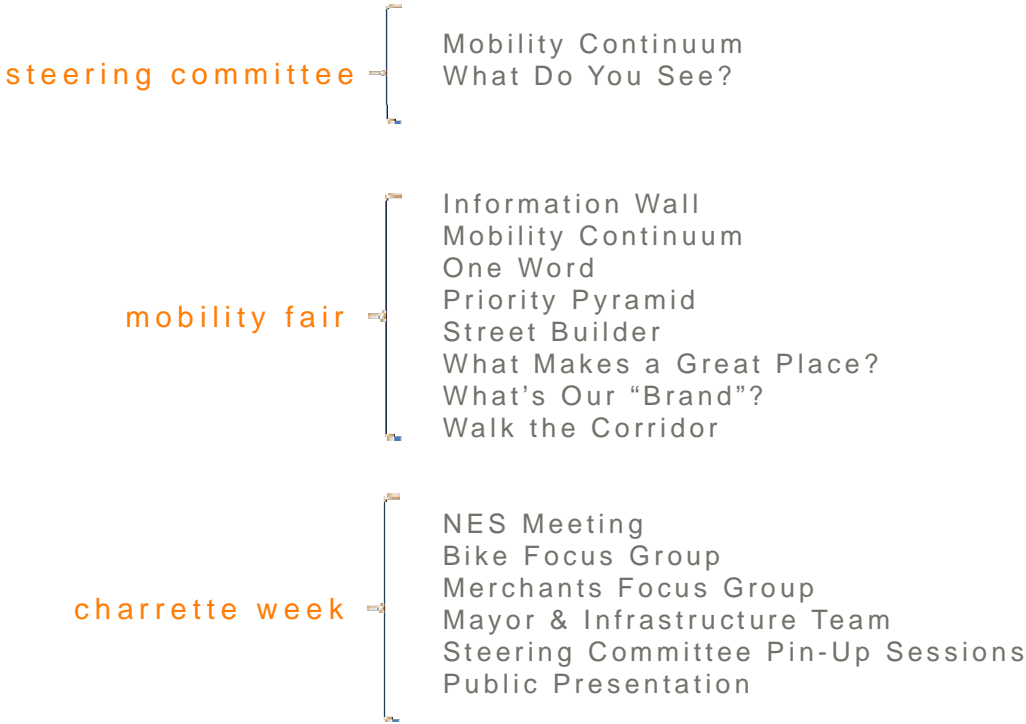 steering committee
Mobility Continuum
What Do You See?
mobility fair
Information Wall
Mobility Continuum
One Word
Priority Pyramid
Street Builder
What Makes a Great Place?
What’s Our “Brand”?
Walk the Corridor
charrette week
NES Meeting
Bike Focus Group
Merchants Focus Group
Mayor & Infrastructure Team
Steering Committee Pin-Up Sessions
Public Presentation